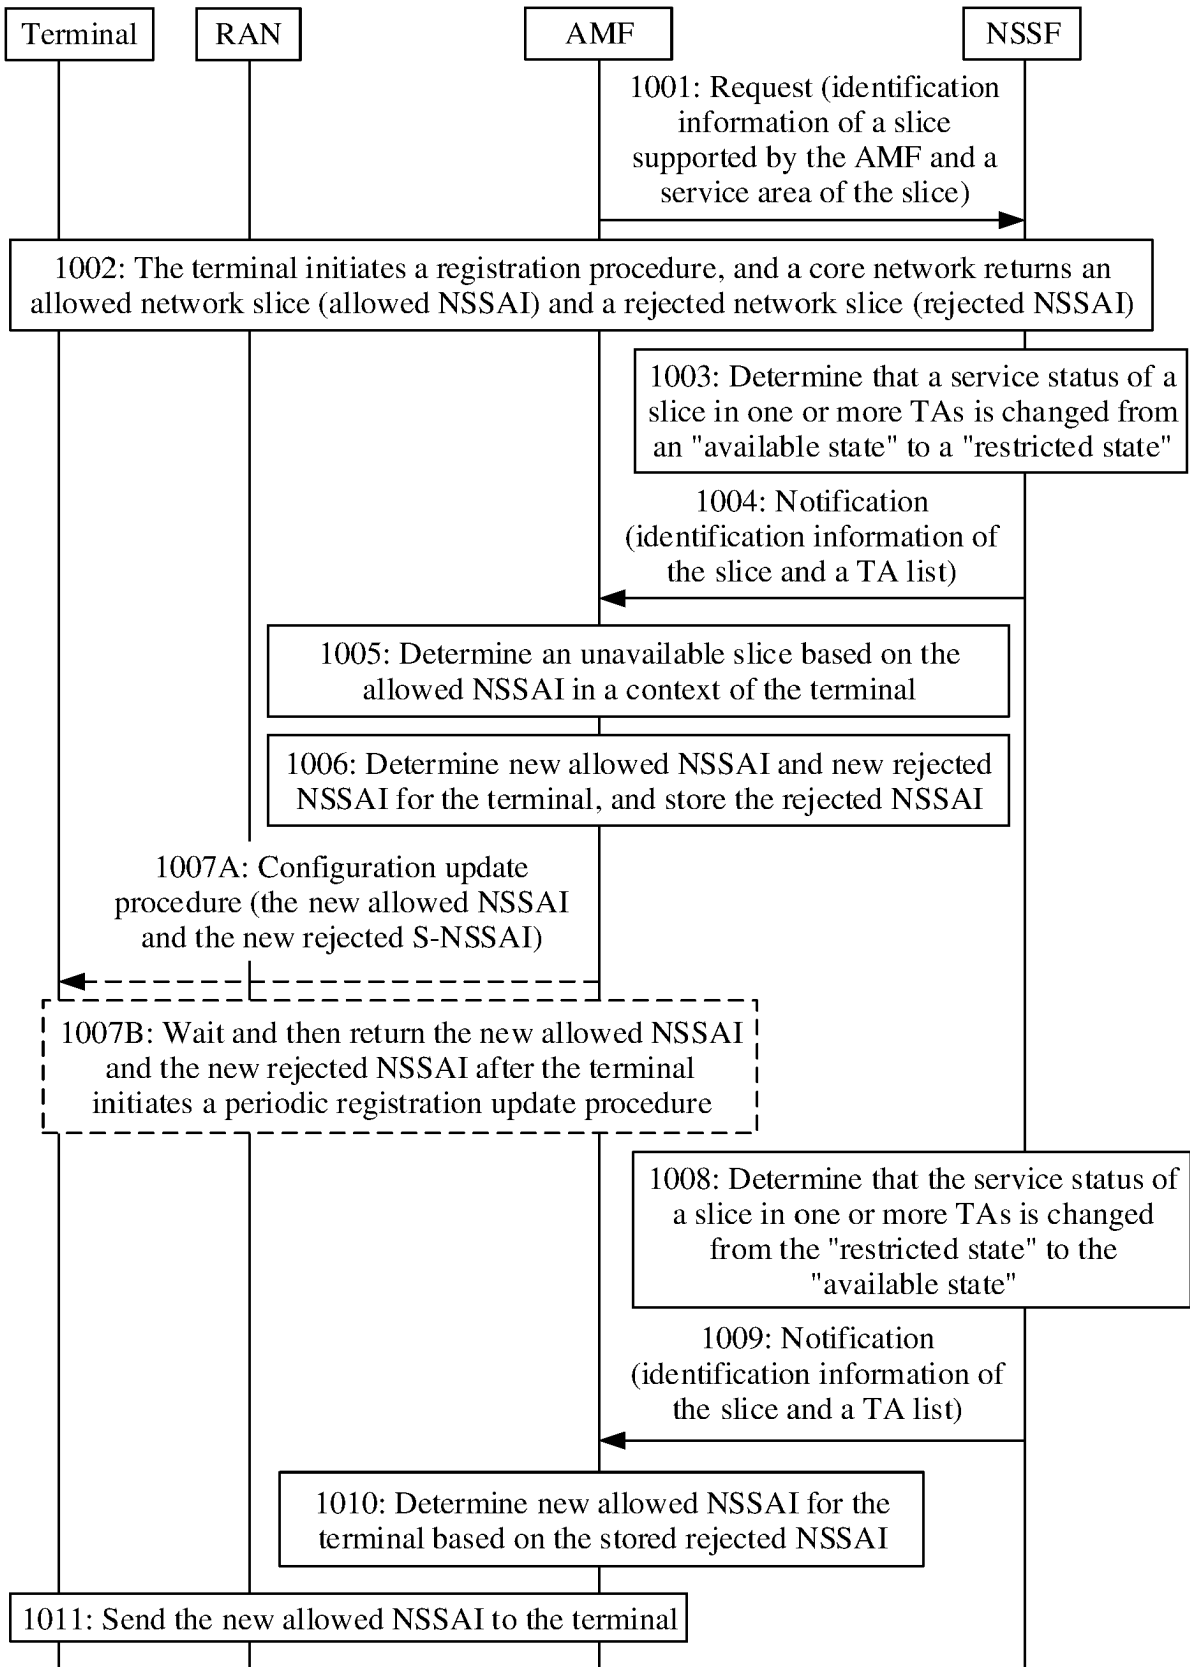 Terminal
RAN
AMF
NSSF
1001: Request (identification
information of a slice
supported by the AMF and a
service area of the slice)
1002: The terminal initiates a registration procedure, and a core network returns an
allowed network slice (allowed NSSAI) and a rejected network slice (rejected NSSAI)
1003: Determine that a service status of a
slice in one or more TAs is changed from
an "available state" to a "restricted state"
1004: Notification
(identification information of
the slice and a TA list)
1005: Determine an unavailable slice based on the
allowed NSSAI in a context of the terminal
1006: Determine new allowed NSSAI and new rejected
NSSAI for the terminal, and store the rejected NSSAI
1007A: Configuration update
procedure (the new allowed NSSAI
and the new rejected S-NSSAI)
1007B: Wait and then return the new allowed NSSAI
and the new rejected NSSAI after the terminal
initiates a periodic registration update procedure
1008: Determine that the service status of
a slice in one or more TAs is changed
from the "restricted state" to the
"available state"
1009: Notification
(identification information of
the slice and a TA list)
1010: Determine new allowed NSSAI for the
terminal based on the stored rejected NSSAI
1011: Send the new allowed NSSAI to the terminal